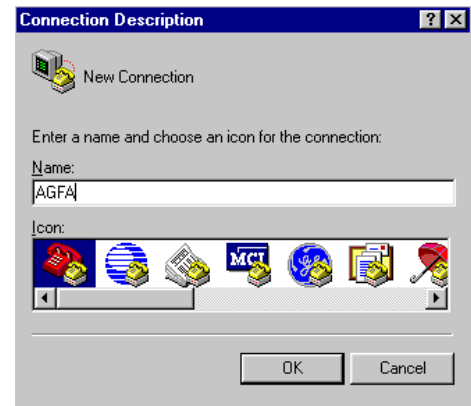 Connection Description
New Connection
Enter a name and choose an icon for the connection:
Name:
AGFA
Icon:
MCI
OK
Cancel